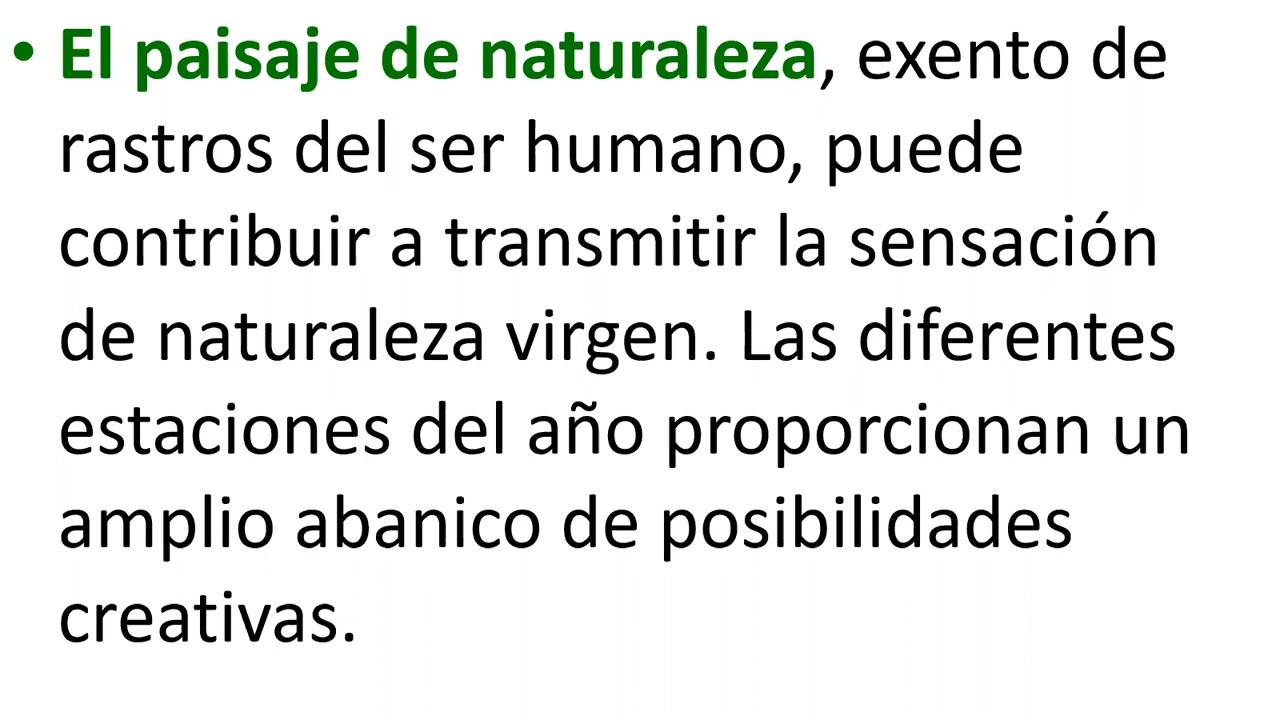 • El paisaje de naturaleza, exento de
rastros del ser humano, puede
contribuir a transmitir la sensación
de naturaleza virgen. Las diferentes
estaciones del año proporcionan un
amplio abanico de posibilidades
creativas.